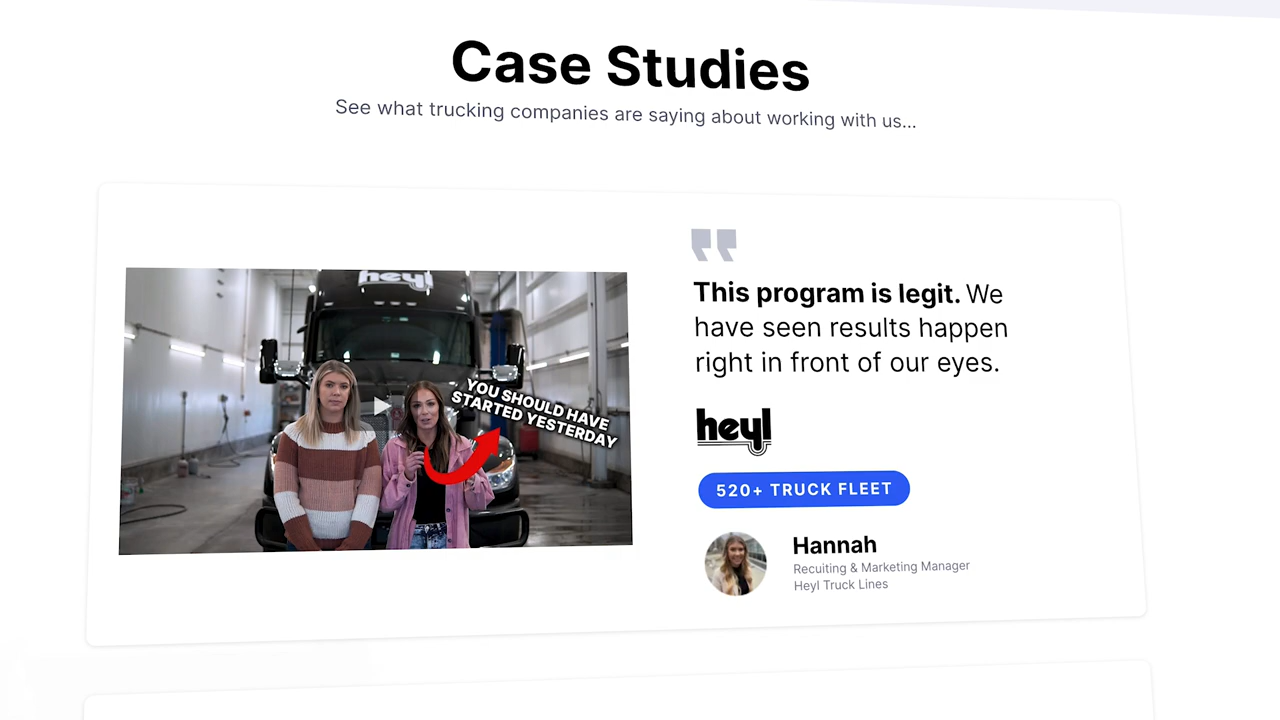 Case Studies
See what trucking companies are saying about working with us...
heyl
YOU SHOULD HAVE
STARTED YESTERDAY
This program is legit. We
have seen results happen
right in front of our eyes.
heyl
520+ TRUCK FLEET
Hannah
Recuiting & Marketing Manager
Heyl Truck Lines